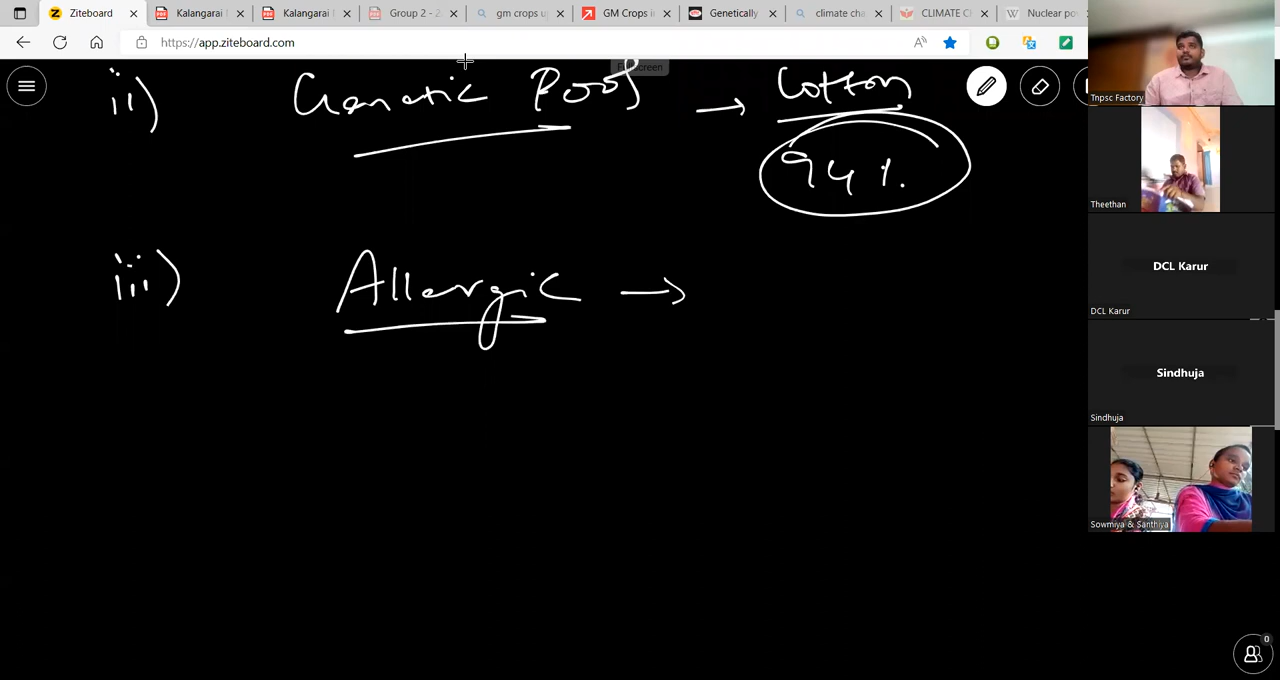 Ziteboard
Kalangarai
Kalangarai
Group 2 - 2
gm crops u
GM Crops i
Genetically
climate cha
CLIMATE C
Nuclear po
https://app.ziteboard.com
ii) Genetic Pool → Cotton
94%
iii) Allergic →
Tnpsc Factory
Theethan
DCL Karur
DCL Karur
Sindhuja
Sindhuja
Sowmiya & Santhiya
0